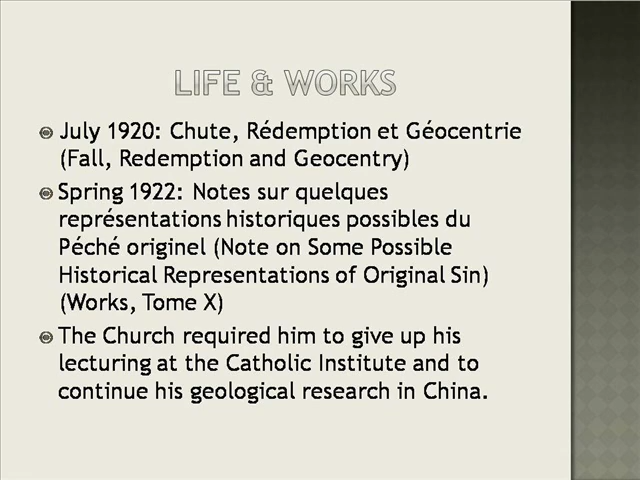 LIFE & WORKS
July 1920: Chute, Rédemption et Géocentrie
(Fall, Redemption and Geocentry)
Spring 1922: Notes sur quelques
représentations historiques possibles du
Péché originel (Note on Some Possible
Historical Representations of Original Sin)
(Works, Tome X)
The Church required him to give up his
lecturing at the Catholic Institute and to
continue his geological research in China.